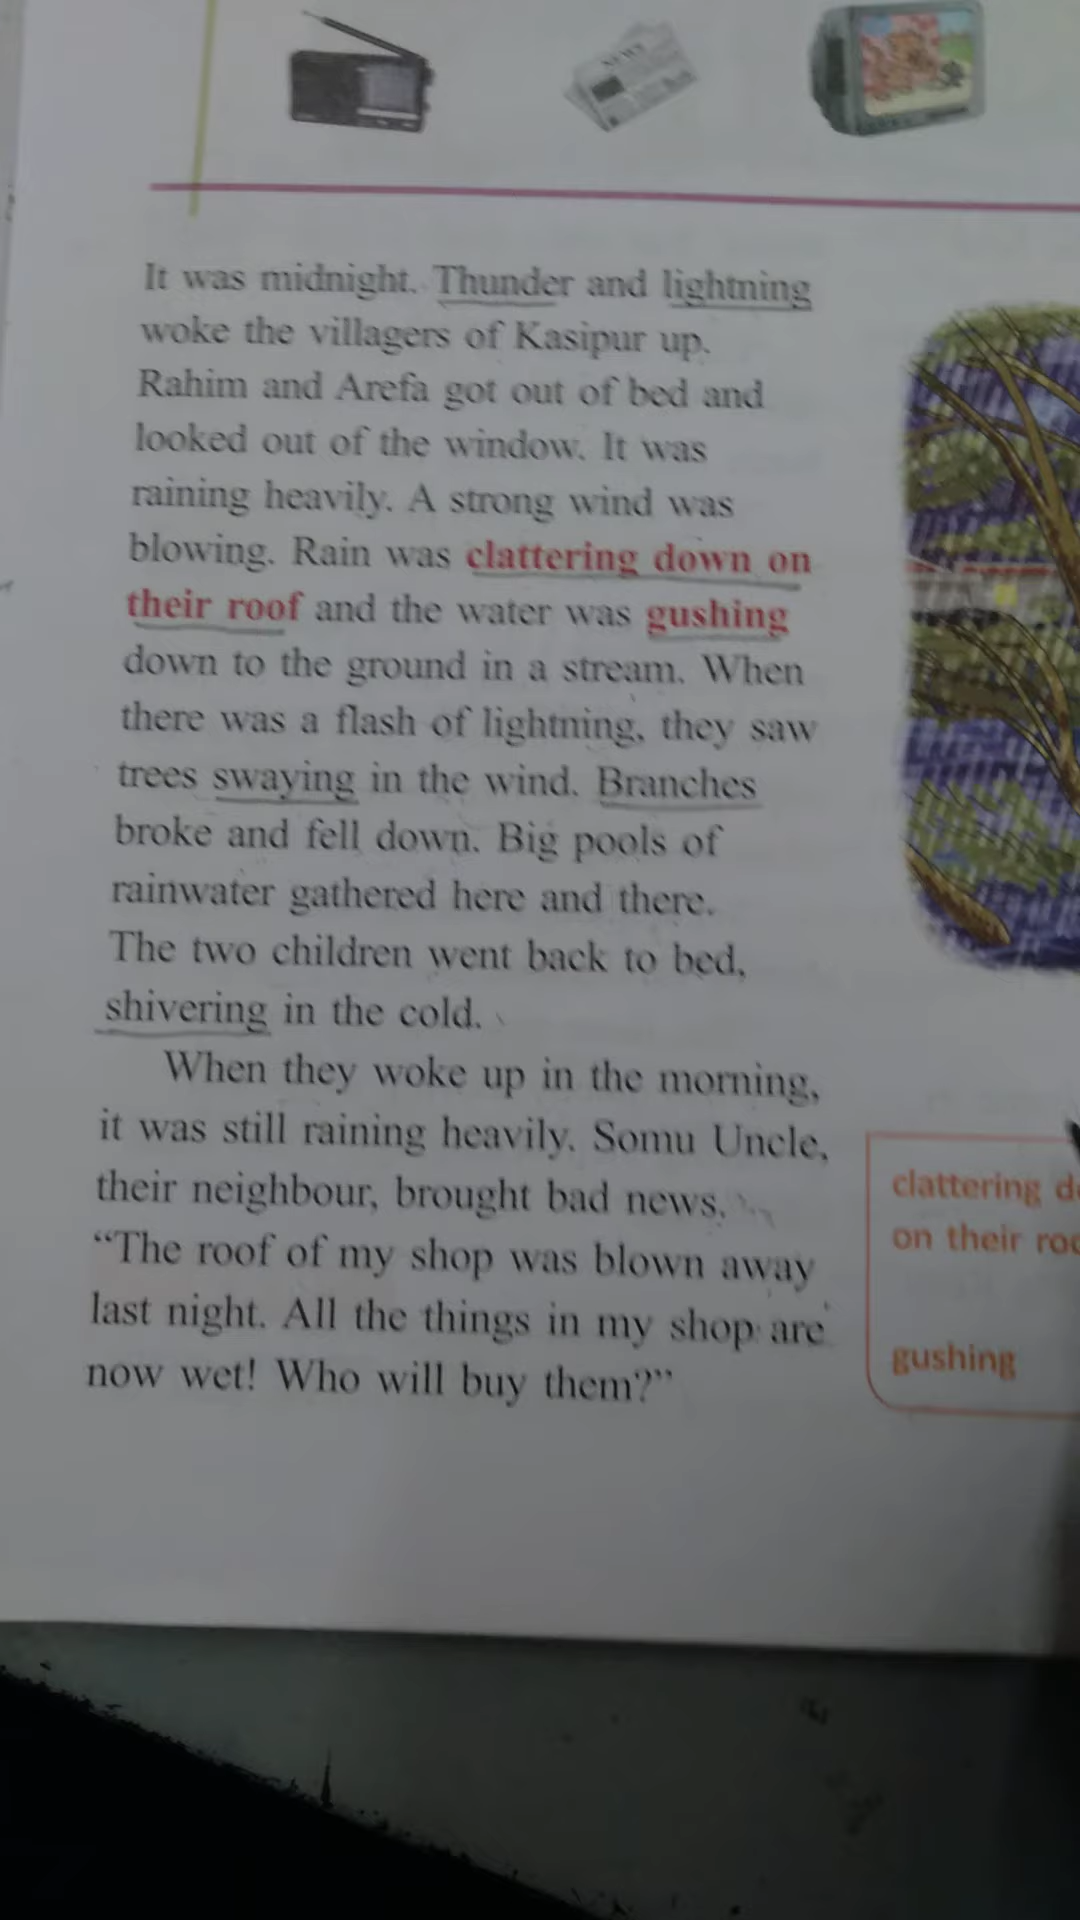 NEWS
It was midnight. Thunder and lightning
woke the villagers of Kasipur up.
Rahim and Arefa got out of bed and
looked out of the window. It was
raining heavily. A strong wind was
blowing. Rain was clattering down on
their roof and the water was gushing
down to the ground in a stream. When
there was a flash of lightning, they saw
trees swaying in the wind. Branches
broke and fell down. Big pools of
rainwater gathered here and there.
The two children went back to bed,
shivering in the cold.
When they woke up in the morning,
it was still raining heavily. Somu Uncle,
their neighbour, brought bad news.
“The roof of my shop was blown away
last night. All the things in my shop are
now wet! Who will buy them?”
clattering
on their
gushing